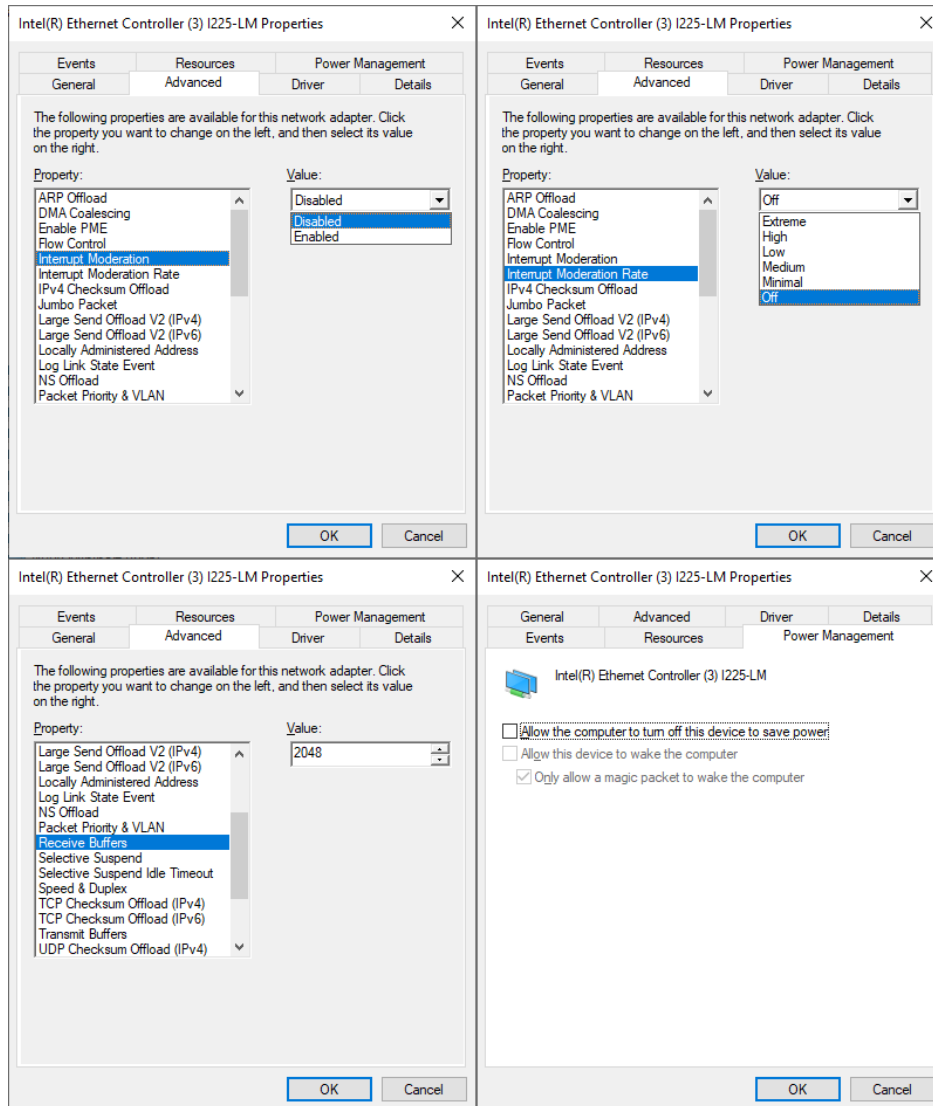 Intel(R) Ethernet Controller (3) I225-LM Properties
Events Resources Power Management
General Advanced Driver Details
The following properties are available for this network adapter. Click
the property you want to change on the left, and then select its value
on the right.
Property: Value:
ARP Offload
DMA Coalescing
Enable PME
Flow Control
Interrupt Moderation
Interrupt Moderation Rate
IPv4 Checksum Offload
Jumbo Packet
Large Send Offload V2 (IPv4)
Large Send Offload V2 (IPv6)
Locally Administered Address
Log Link State Event
NS Offload
Packet Priority & VLAN
Disabled
Disabled
Enabled
OK Cancel
Intel(R) Ethernet Controller (3) I225-LM Properties
Events Resources Power Management
General Advanced Driver Details
The following properties are available for this network adapter. Click
the property you want to change on the left, and then select its value
on the right.
Property: Value:
ARP Offload
DMA Coalescing
Enable PME
Flow Control
Interrupt Moderation
Interrupt Moderation Rate
IPv4 Checksum Offload
Jumbo Packet
Large Send Offload V2 (IPv4)
Large Send Offload V2 (IPv6)
Locally Administered Address
Log Link State Event
NS Offload
Packet Priority & VLAN
Off
Extreme
High
Low
Medium
Minimal
Off
OK Cancel
Intel(R) Ethernet Controller (3) I225-LM Properties
Events Resources Power Management
General Advanced Driver Details
The following properties are available for this network adapter. Click
the property you want to change on the left, and then select its value
on the right.
Property: Value:
Large Send Offload V2 (IPv4)
Large Send Offload V2 (IPv6)
Locally Administered Address
Log Link State Event
NS Offload
Packet Priority & VLAN
Receive Buffers
Selective Suspend
Selective Suspend Idle Timeout
Speed & Duplex
TCP Checksum Offload (IPv4)
TCP Checksum Offload (IPv6)
Transmit Buffers
UDP Checksum Offload (IPv4)
2048
OK Cancel
Intel(R) Ethernet Controller (3) I225-LM Properties
General Advanced Driver Details
Events Resources Power Management
Intel(R) Ethernet Controller (3) I225-LM
Allow the computer to turn off this device to save power
Allow this device to wake the computer
Only allow a magic packet to wake the computer
OK Cancel